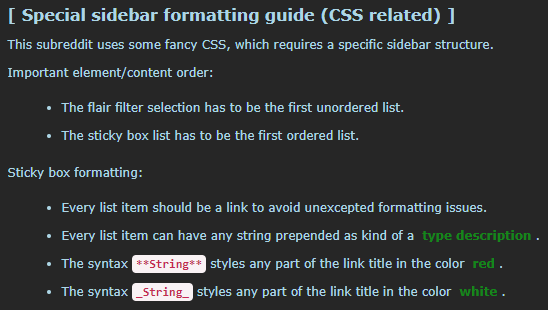 [ Special sidebar formatting guide (CSS related) ]
This subreddit uses some fancy CSS, which requires a specific sidebar structure.
Important element/content order:
• The flair filter selection has to be the first unordered list.
• The sticky box list has to be the first ordered list.
Sticky box formatting:
• Every list item should be a link to avoid unexcepted formatting issues.
• Every list item can have any string prepended as kind of a type description .
• The syntax **String** styles any part of the link title in the color red .
• The syntax _String_ styles any part of the link title in the color white .